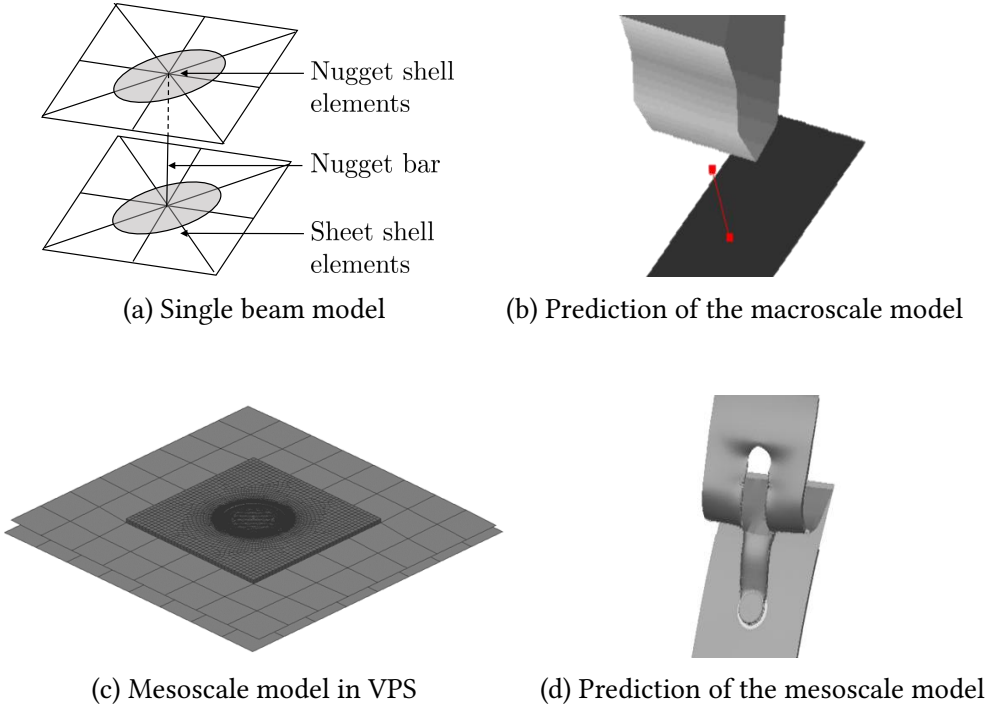 Nugget shell
elements
Nugget bar
Sheet shell
elements
(a) Single beam model
(b) Prediction of the macroscale model
(c) Mesoscale model in VPS
(d) Prediction of the mesoscale model